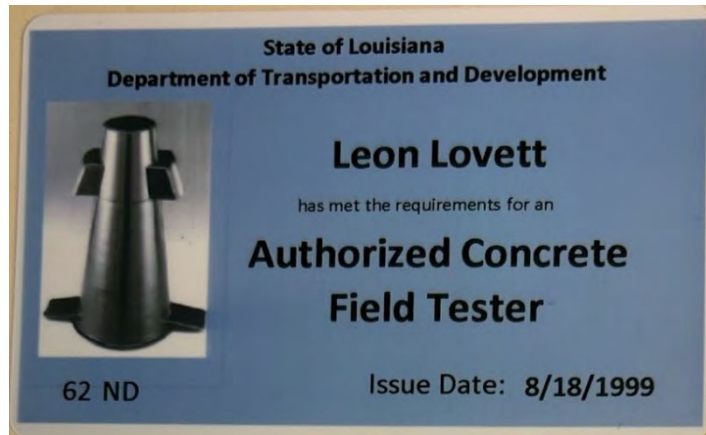 State of Louisiana
Department of Transportation and Development
Leon Lovett
has met the requirements for an
Authorized Concrete
Field Tester
62 ND
Issue Date: 8/18/1999